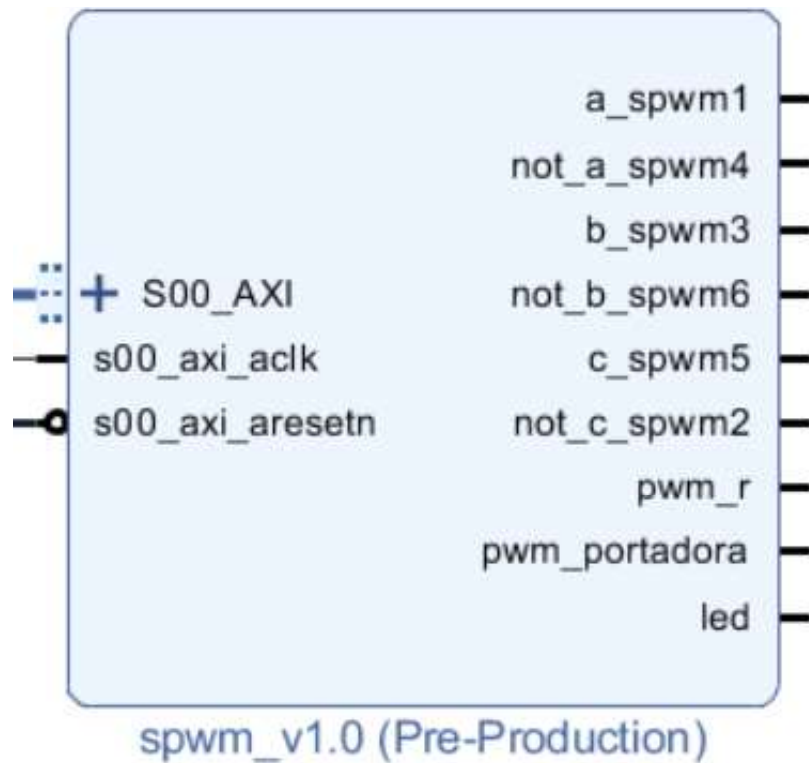 S00_AXI
s00_axi_aclk
s00_axi_aresetn
a_spwm1
not_a_spwm4
b_spwm3
not_b_spwm6
c_spwm5
not_c_spwm2
pwm_r
pwm_portadora
led
spwm_v1.0 (Pre-Production)